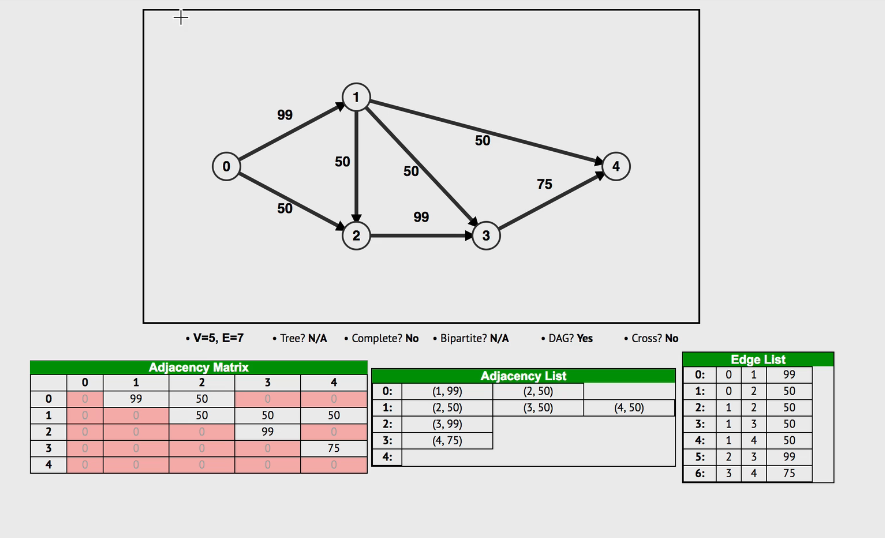 1
99
50
50
50
0
4
75
50
99
2
3
• V=5, E=7 • Tree? N/A • Complete? No • Bipartite? N/A • DAG? Yes • Cross? No
Adjacency Matrix
0 1 2 3 4
0 0 99 50 0 0
1 0 0 50 50 50
2 0 0 0 99 0
3 0 0 0 0 75
4 0 0 0 0 0
Adjacency List
0: (1, 99) (2, 50)
1: (2, 50) (3, 50) (4, 50)
2: (3, 99)
3: (4, 75)
4:
Edge List
0: 0 1 99
1: 0 2 50
2: 1 2 50
3: 1 3 50
4: 1 4 50
5: 2 3 99
6: 3 4 75